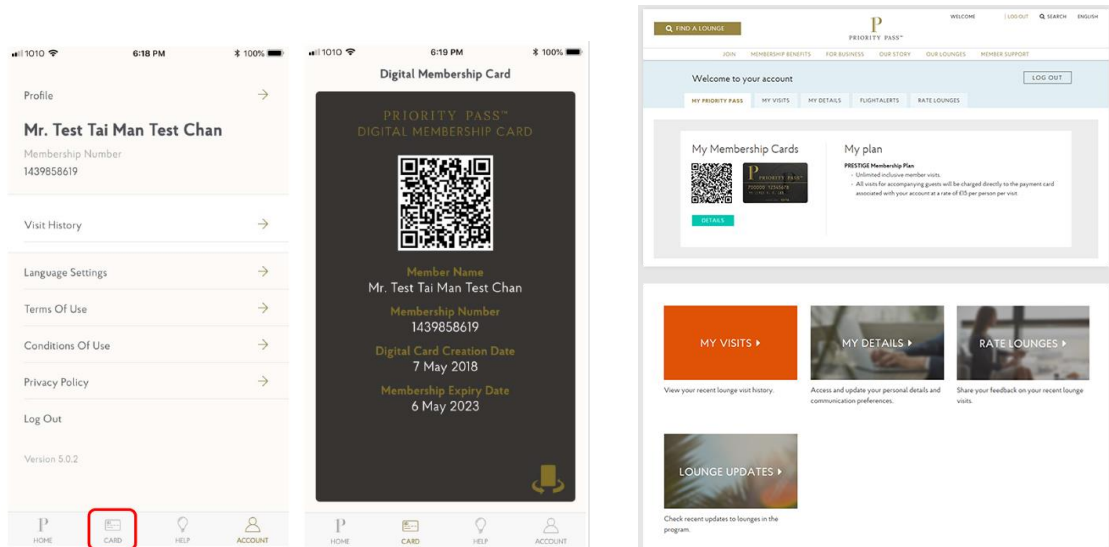 1010
6:18 PM
100%
Profile
Mr. Test Tai Man Test Chan
Membership Number
1439858619
Visit History
Language Settings
Terms Of Use
Conditions Of Use
Privacy Policy
Log Out
Version 5.0.2
HOME
CARD
HELP
ACCOUNT
1010
6:19 PM
100%
Digital Membership Card
PRIORITY PASS™
DIGITAL MEMBERSHIP CARD
Member Name
Mr. Test Tai Man Test Chan
Membership Number
1439858619
Digital Card Creation Date
7 May 2018
Membership Expiry Date
6 May 2023
HOME
CARD
HELP
ACCOUNT
FIND A LOUNGE
PRIORITY PASS™
WELCOME | LOG OUT SEARCH ENGLISH
JOIN MEMBERSHIP BENEFITS FOR BUSINESS OUR STORY OUR LOUNGES MEMBER SUPPORT
Welcome to your account
LOG OUT
MY PRIORITY PASS MY VISITS MY DETAILS FLIGHTALERTS RATE LOUNGES
My Membership Cards
PRIORITY PASS™
DETAILS
My plan
PRESTIGE Membership Plan
- Unlimited inclusive member visits.
- All visits for accompanying guests will be charged directly to the payment card
associated with your account at a rate of £15 per person per visit
MY VISITS
View your recent lounge visit history.
MY DETAILS
Access and update your personal details and
communication preferences.
RATE LOUNGES
Share your feedback on your recent lounge
visits.
LOUNGE UPDATES
Check recent updates to lounges in the
program.